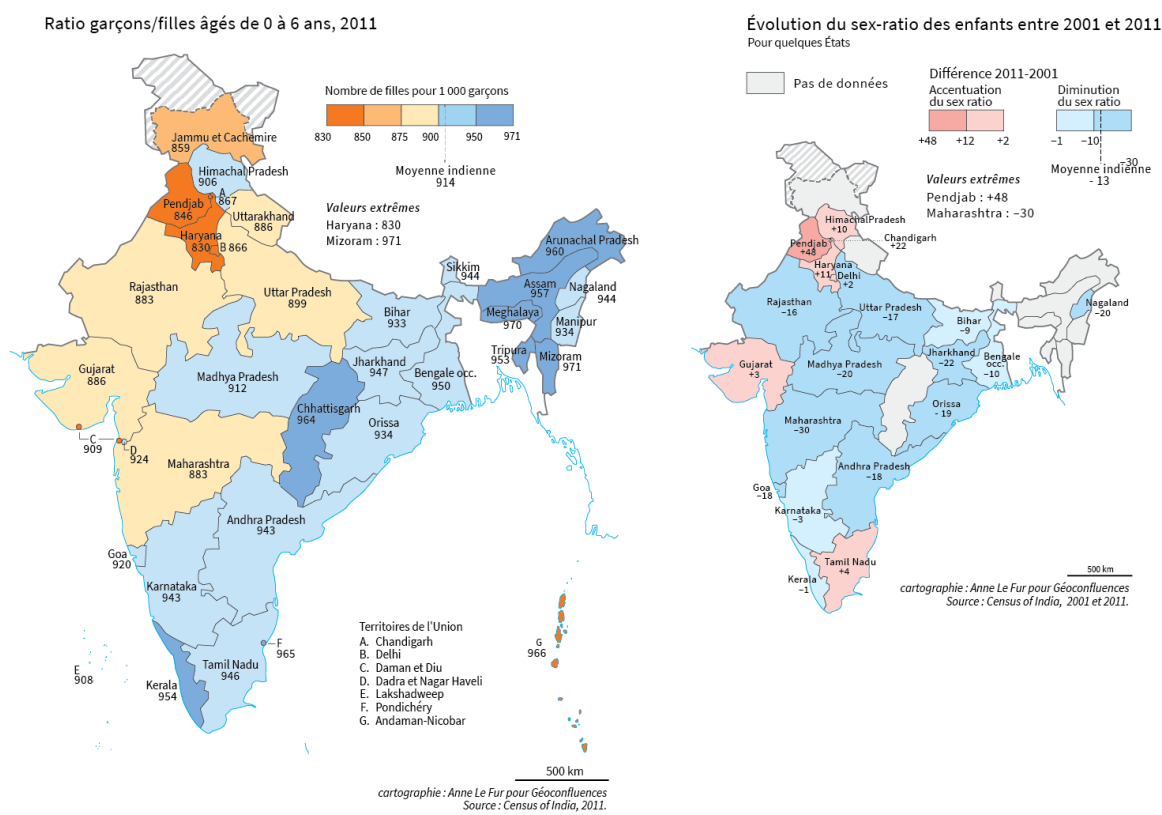 Ratio garçons/filles âgés de 0 à 6 ans, 2011
Nombre de filles pour 1 000 garçons
830 850 875 900 950 971
Moyenne indienne
914
Valeurs extrêmes
Haryana : 830
Mizoram : 971
Jammu et Cachemire
859
Himachal Pradesh
906
A
867
Pendjab
846
Uttarakhand
886
Haryana
830
B 866
Rajasthan
883
Uttar Pradesh
899
Sikkim
944
Arunachal Pradesh
960
Assam
957
Nagaland
944
Meghalaya
970
Manipur
934
Tripura
953
Mizoram
971
Bihar
933
Jharkhand
947
Bengale occ.
950
Gujarat
886
Madhya Pradesh
912
Chhattisgarh
964
Orissa
934
C
909
D
924
Maharashtra
883
Andhra Pradesh
943
Goa
920
Karnataka
943
F
965
E
908
Kerala
954
Tamil Nadu
946
G
966
Territoires de l'Union
A. Chandigarh
B. Delhi
C. Daman et Diu
D. Dadra et Nagar Haveli
E. Lakshadweep
F. Pondichéry
G. Andaman-Nicobar
500 km
cartographie : Anne Le Fur pour Géoconfluences
Source : Census of India, 2011.
Évolution du sex-ratio des enfants entre 2001 et 2011
Pour quelques États
Pas de données
Différence 2011-2001
Accentuation
du sex ratio
+48 +12 +2
Diminution
du sex ratio
−1 −10 −30
Moyenne indienne
- 13
Valeurs extrêmes
Pendjab : +48
Maharashtra : −30
Himachal Pradesh
+10
Chandigarh
+22
Pendjab
+48
Haryana
+11
Delhi
+2
Rajasthan
−16
Uttar Pradesh
−17
Bihar
−9
Nagaland
−20
Gujarat
+3
Madhya Pradesh
−20
Jharkhand
−22
Bengale
occ.
−10
Orissa
- 19
Maharashtra
−30
Andhra Pradesh
−18
Goa
−18
Karnataka
−3
Tamil Nadu
+4
Kerala
−1
500 km
cartographie : Anne Le Fur pour Géoconfluences
Source : Census of India, 2001 et 2011.